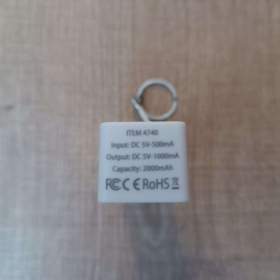 ITEM 4740
Input: DC 5V-500mA
Output: DC 5V-1000mA
Capacity: 2000mAh
FC CE RoHS